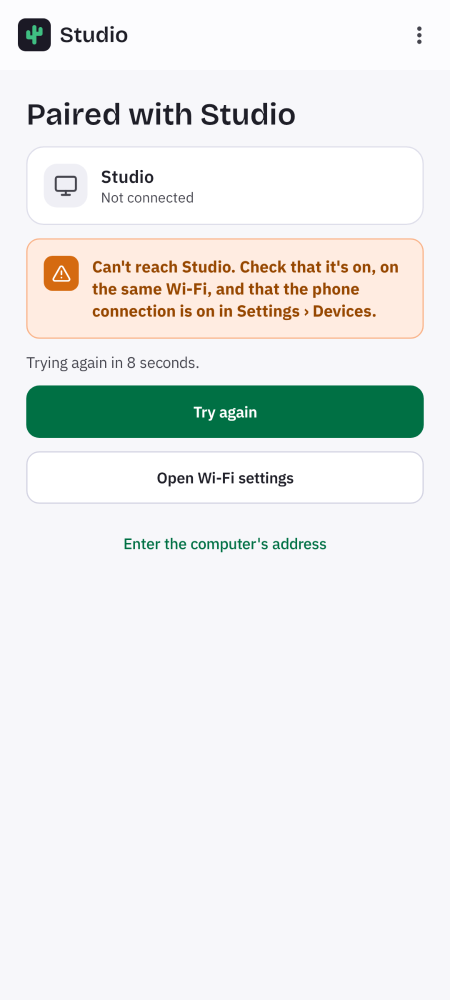 Studio
Paired with Studio
Studio
Not connected
Can't reach Studio. Check that it's on, on
the same Wi-Fi, and that the phone
connection is on in Settings › Devices.
Trying again in 8 seconds.
Try again
Open Wi-Fi settings
Enter the computer's address